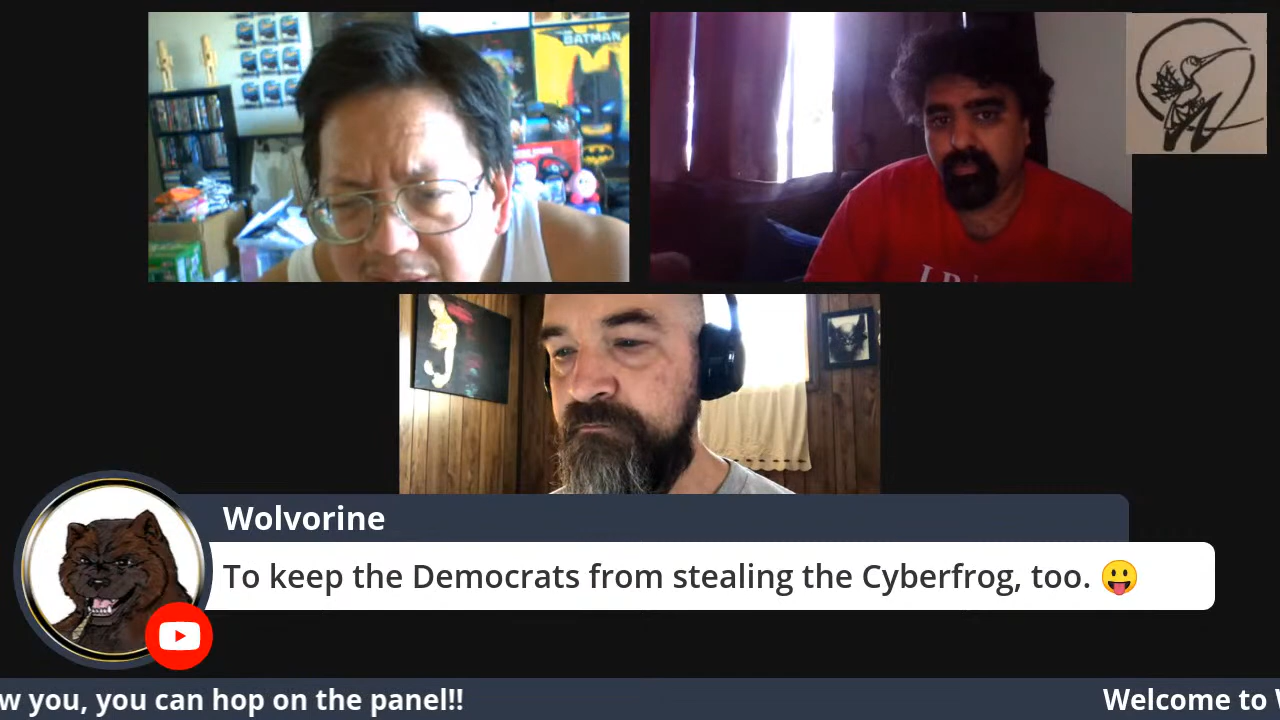 BATMAN
Wolvorine
To keep the Democrats from stealing the Cyberfrog, too. 😛
w you, you can hop on the panel!!
Welcome to